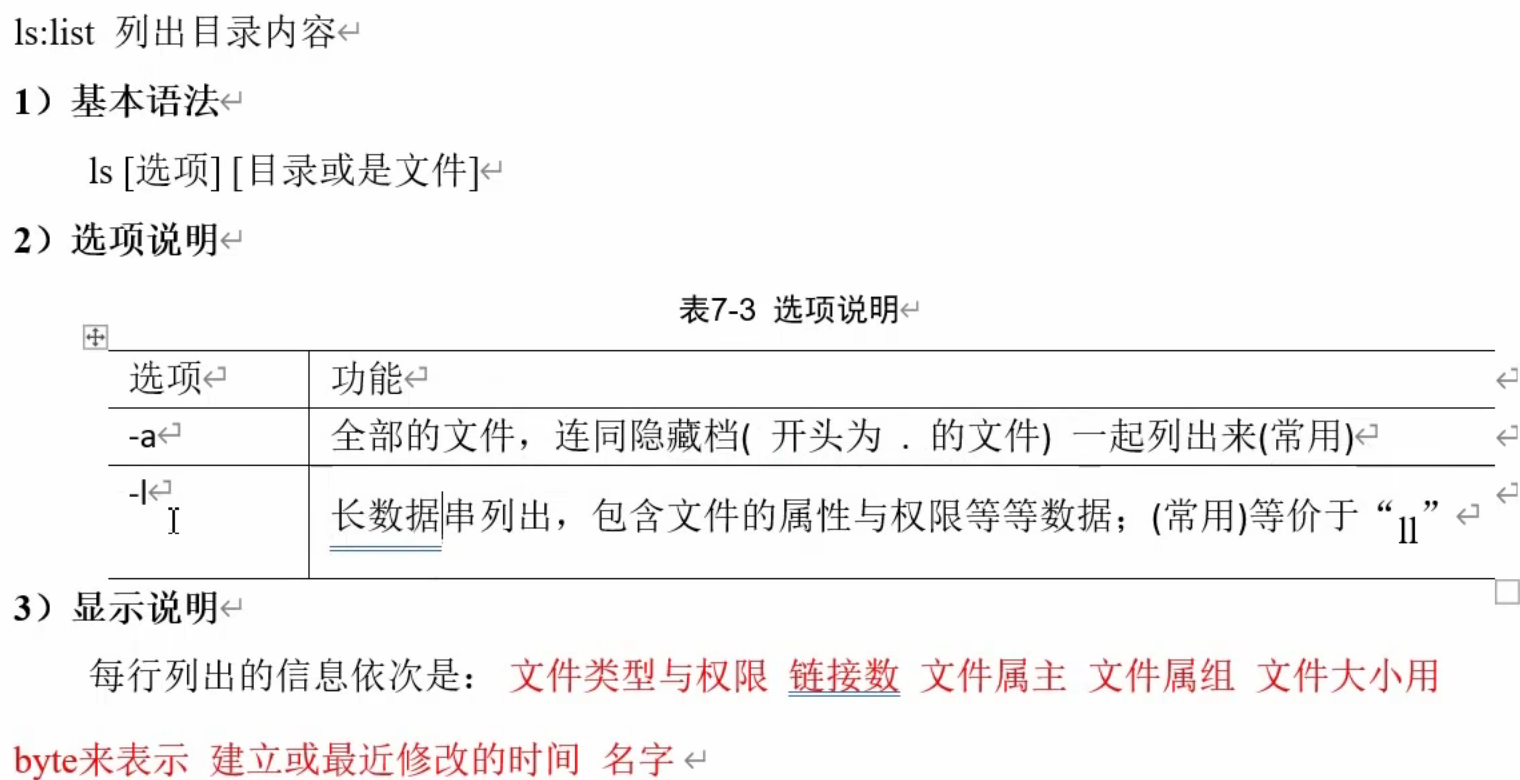 ls:list 列出目录内容
1）基本语法
ls [选项] [目录或是文件]
2）选项说明
表7-3 选项说明
选项 功能
-a 全部的文件，连同隐藏档( 开头为 . 的文件) 一起列出来(常用)
-l 长数据串列出，包含文件的属性与权限等等数据；(常用)等价于“ll”
3）显示说明
每行列出的信息依次是： 文件类型与权限 链接数 文件属主 文件属组 文件大小用
byte来表示 建立或最近修改的时间 名字